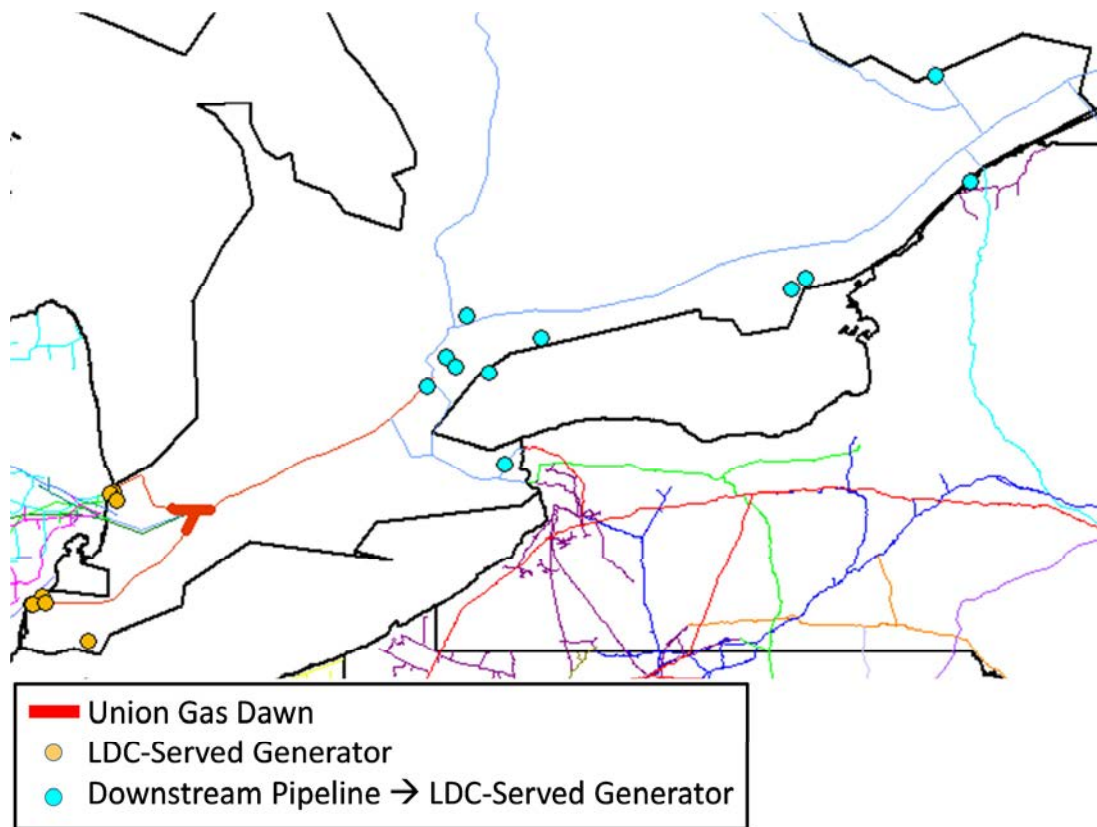 Union Gas Dawn
LDC-Served Generator
Downstream Pipeline → LDC-Served Generator